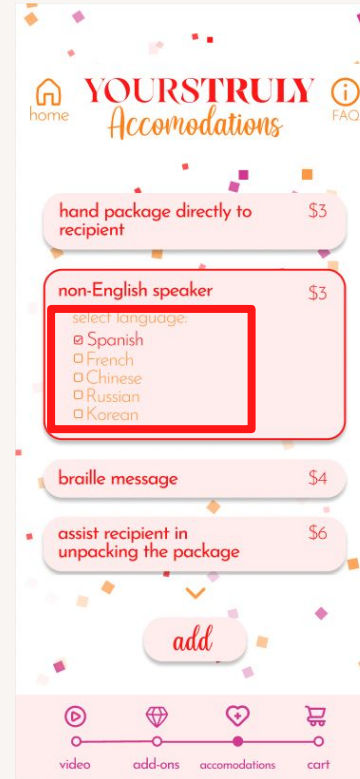 YOURSTRULY
Accomodations
home
FAQ
hand package directly to
recipient
$3
non-English speaker
$3
select language:
Spanish
French
Chinese
Russian
Korean
braille message
$4
assist recipient in
unpacking the package
$6
add
video
add-ons
accomodations
cart